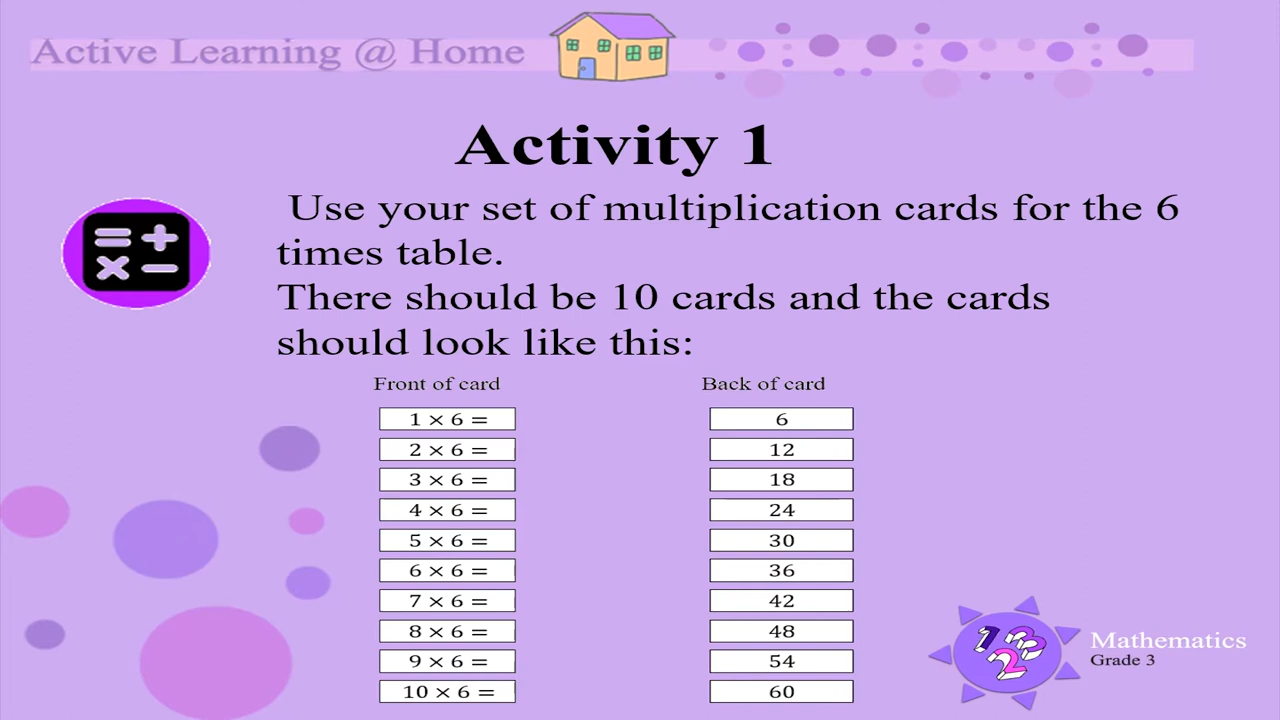 Active Learning @ Home
Activity 1
Use your set of multiplication cards for the 6
times table.
There should be 10 cards and the cards
should look like this:
Front of card Back of card
1 × 6 = 6
2 × 6 = 12
3 × 6 = 18
4 × 6 = 24
5 × 6 = 30
6 × 6 = 36
7 × 6 = 42
8 × 6 = 48
9 × 6 = 54
10 × 6 = 60
1 2 3
Mathematics
Grade 3